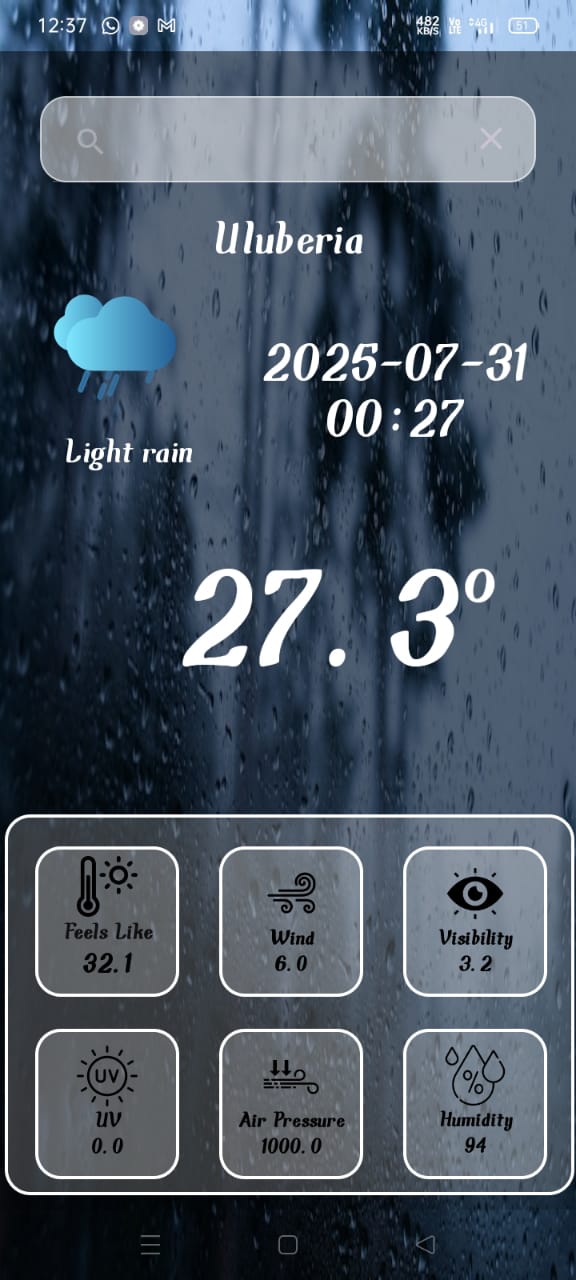 12:37 482 KB/S Vo LTE 4G 51
Uluberia
2025-07-31
00:27
Light rain
27.3°
Feels Like
32.1
Wind
6.0
Visibility
3.2
UV
UV
0.0
Air Pressure
1000.0
%
Humidity
94